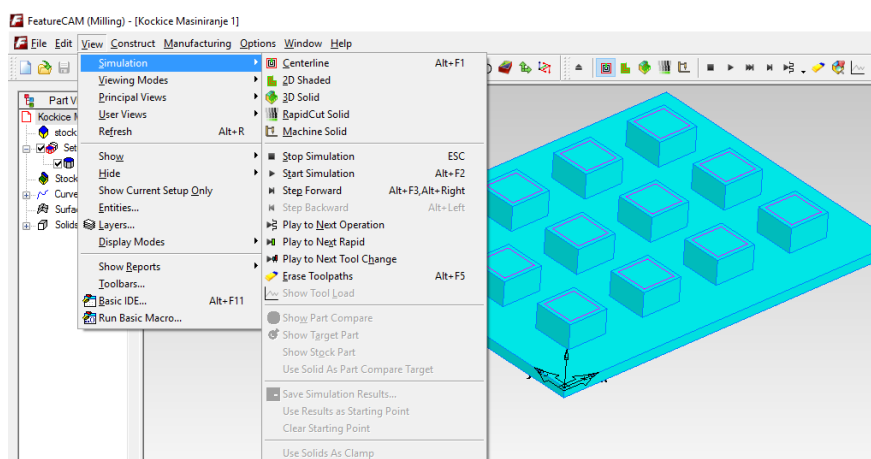 FeatureCAM (Milling) - [Kockice Masiniranje 1]
File Edit View Construct Manufacturing Options Window Help
Part V
Kockice M
stock
Set
Stock
Curve
Surfa
Solids
Simulation
Viewing Modes
Principal Views
User Views
Refresh Alt+R
Show
Hide
Show Current Setup Only
Entities...
Layers...
Display Modes
Show Reports
Toolbars...
Basic IDE... Alt+F11
Run Basic Macro...
Centerline Alt+F1
2D Shaded
3D Solid
RapidCut Solid
Machine Solid
Stop Simulation ESC
Start Simulation Alt+F2
Step Forward Alt+F3,Alt+Right
Step Backward Alt+Left
Play to Next Operation
Play to Next Rapid
Play to Next Tool Change
Erase Toolpaths Alt+F5
Show Tool Load
Show Part Compare
Show Target Part
Show Stock Part
Use Solid As Part Compare Target
Save Simulation Results...
Use Results as Starting Point
Clear Starting Point
Use Solids As Clamp